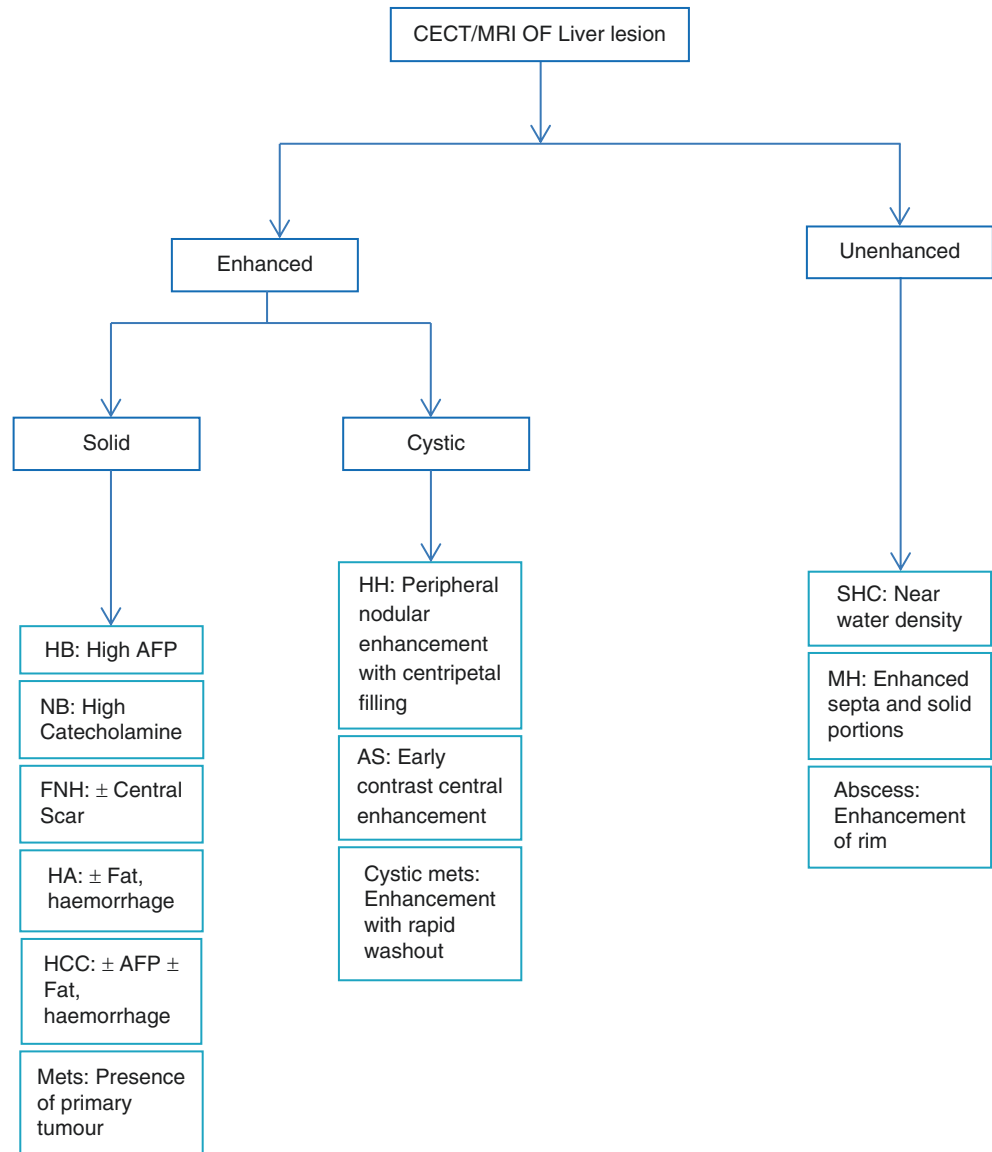 CECT/MRI OF Liver lesion
Enhanced
Unenhanced
Solid
Cystic
HB: High AFP
NB: High
Catecholamine
FNH: ± Central
Scar
HA: ± Fat,
haemorrhage
HCC: ± AFP ±
Fat,
haemorrhage
Mets: Presence
of primary
tumour
HH: Peripheral
nodular
enhancement
with centripetal
filling
AS: Early
contrast central
enhancement
Cystic mets:
Enhancement
with rapid
washout
SHC: Near
water density
MH: Enhanced
septa and solid
portions
Abscess:
Enhancement
of rim